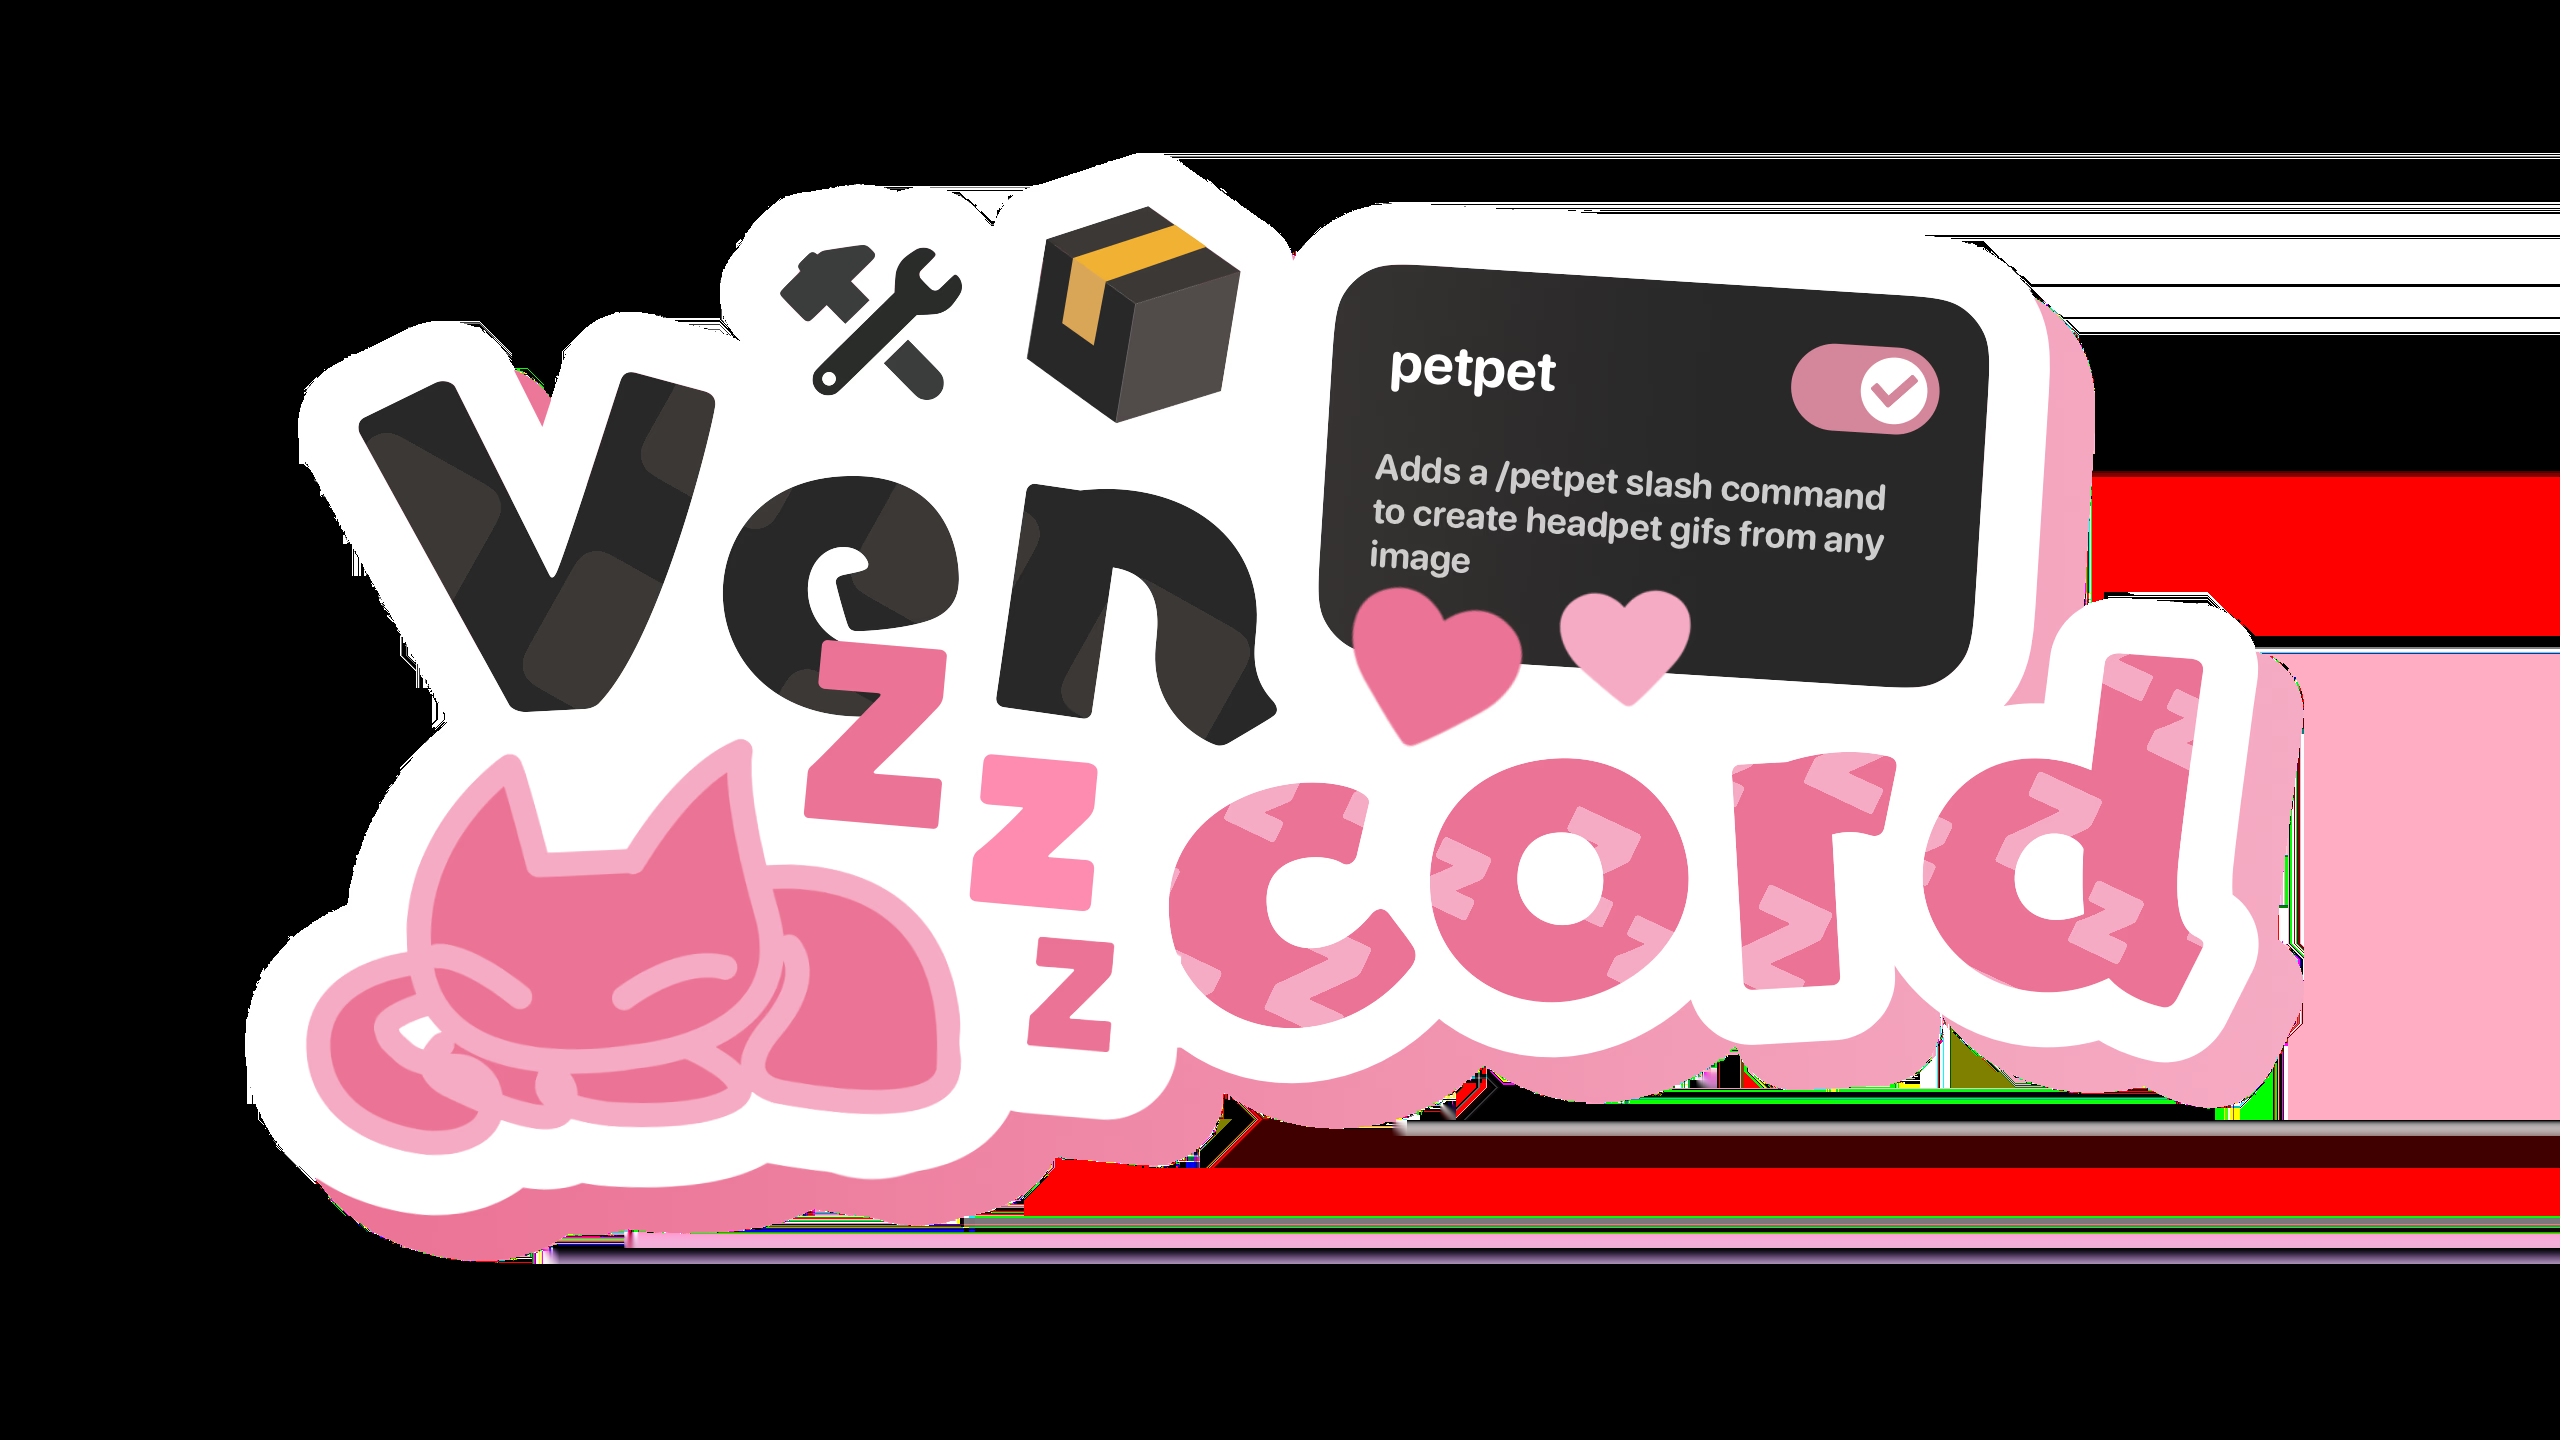 Ven
petpet
Adds a /petpet slash command
to create headpet gifs from any
image
z
z
z
cord